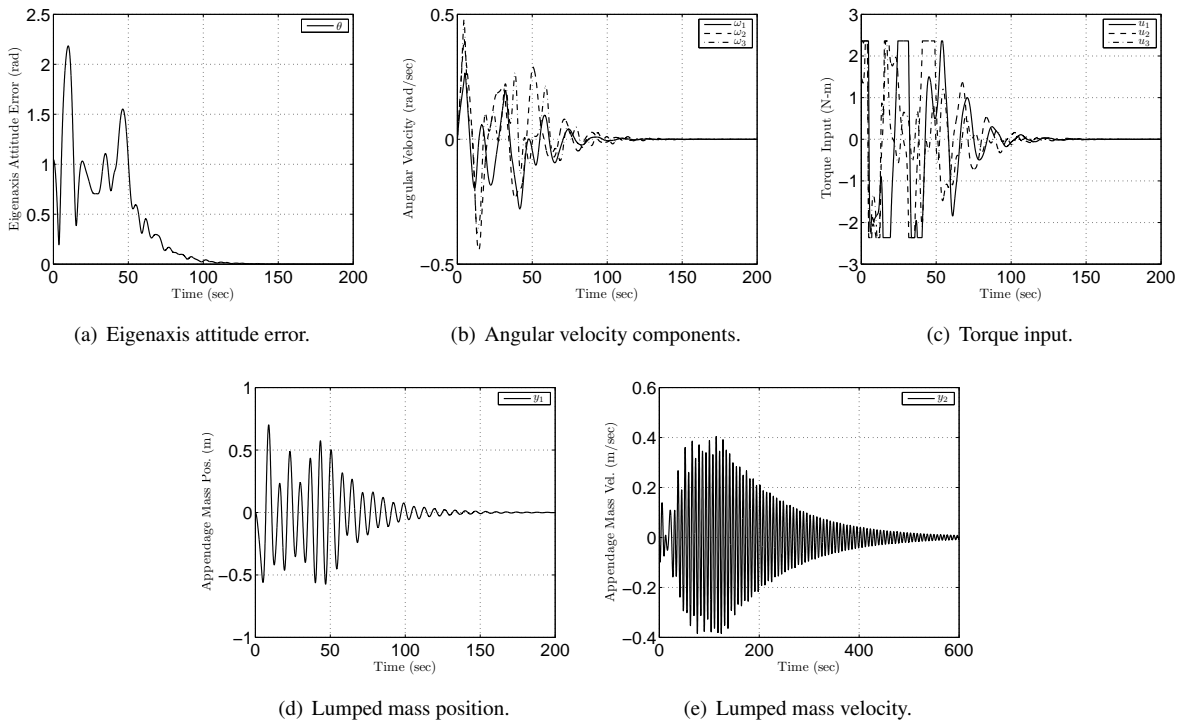 θ
Eigenaxis Attitude Error (rad)
2.5
2
1.5
1
0.5
0
0 50 100 150 200
Time (sec)
(a) Eigenaxis attitude error.
ω₁
ω₂
ω₃
Angular Velocity (rad/sec)
0.5
0
−0.5
0 50 100 150 200
Time (sec)
(b) Angular velocity components.
u₁
u₂
u₃
Torque Input (N-m)
3
2
1
0
−1
−2
−3
0 50 100 150 200
Time (sec)
(c) Torque input.
y₁
Appendage Mass Pos. (m)
1
0.5
0
−0.5
−1
0 50 100 150 200
Time (sec)
(d) Lumped mass position.
y₂
Appendage Mass Vel. (m/sec)
0.6
0.4
0.2
0
−0.2
−0.4
0 200 400 600
Time (sec)
(e) Lumped mass velocity.